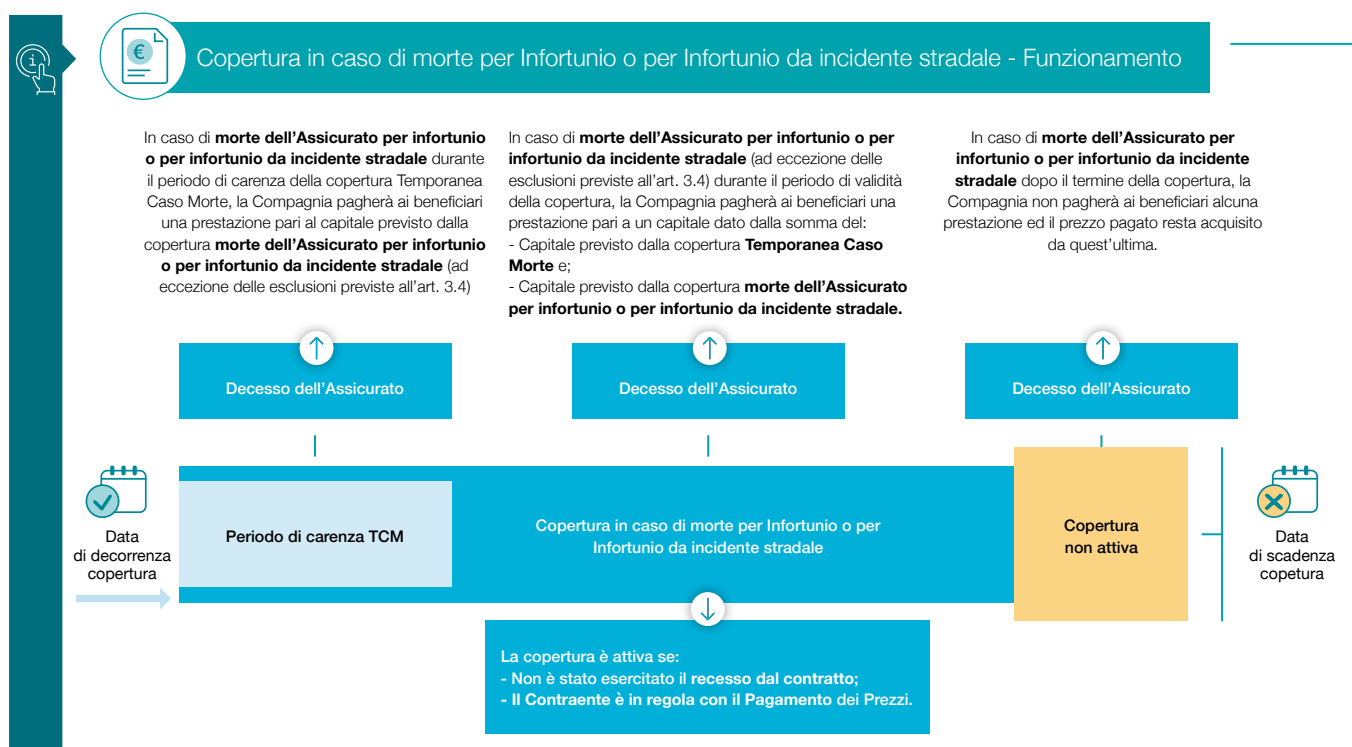 Copertura in caso di morte per Infortunio o per Infortunio da incidente stradale - Funzionamento
In caso di morte dell'Assicurato per infortunio
o per infortunio da incidente stradale durante
il periodo di carenza della copertura Temporanea
Caso Morte, la Compagnia pagherà ai beneficiari
una prestazione pari al capitale previsto dalla
copertura morte dell'Assicurato per infortunio
o per infortunio da incidente stradale (ad
eccezione delle esclusioni previste all'art. 3.4)
In caso di morte dell'Assicurato per infortunio o per
infortunio da incidente stradale (ad eccezione delle
esclusioni previste all'art. 3.4) durante il periodo di validità
della copertura, la Compagnia pagherà ai beneficiari una
prestazione pari a un capitale dato dalla somma del:
- Capitale previsto dalla copertura Temporanea Caso
Morte e;
- Capitale previsto dalla copertura morte dell'Assicurato
per infortunio o per infortunio da incidente stradale.
In caso di morte dell'Assicurato per
infortunio o per infortunio da incidente
stradale dopo il termine della copertura, la
Compagnia non pagherà ai beneficiari alcuna
prestazione ed il prezzo pagato resta acquisito
da quest'ultima.
Decesso dell'Assicurato
Decesso dell'Assicurato
Decesso dell'Assicurato
Data
di decorrenza
copertura
Periodo di carenza TCM
Copertura in caso di morte per Infortunio o per
Infortunio da incidente stradale
Copertura
non attiva
Data
di scadenza
copetura
La copertura è attiva se:
- Non è stato esercitato il recesso dal contratto;
- Il Contraente è in regola con il Pagamento dei Prezzi.